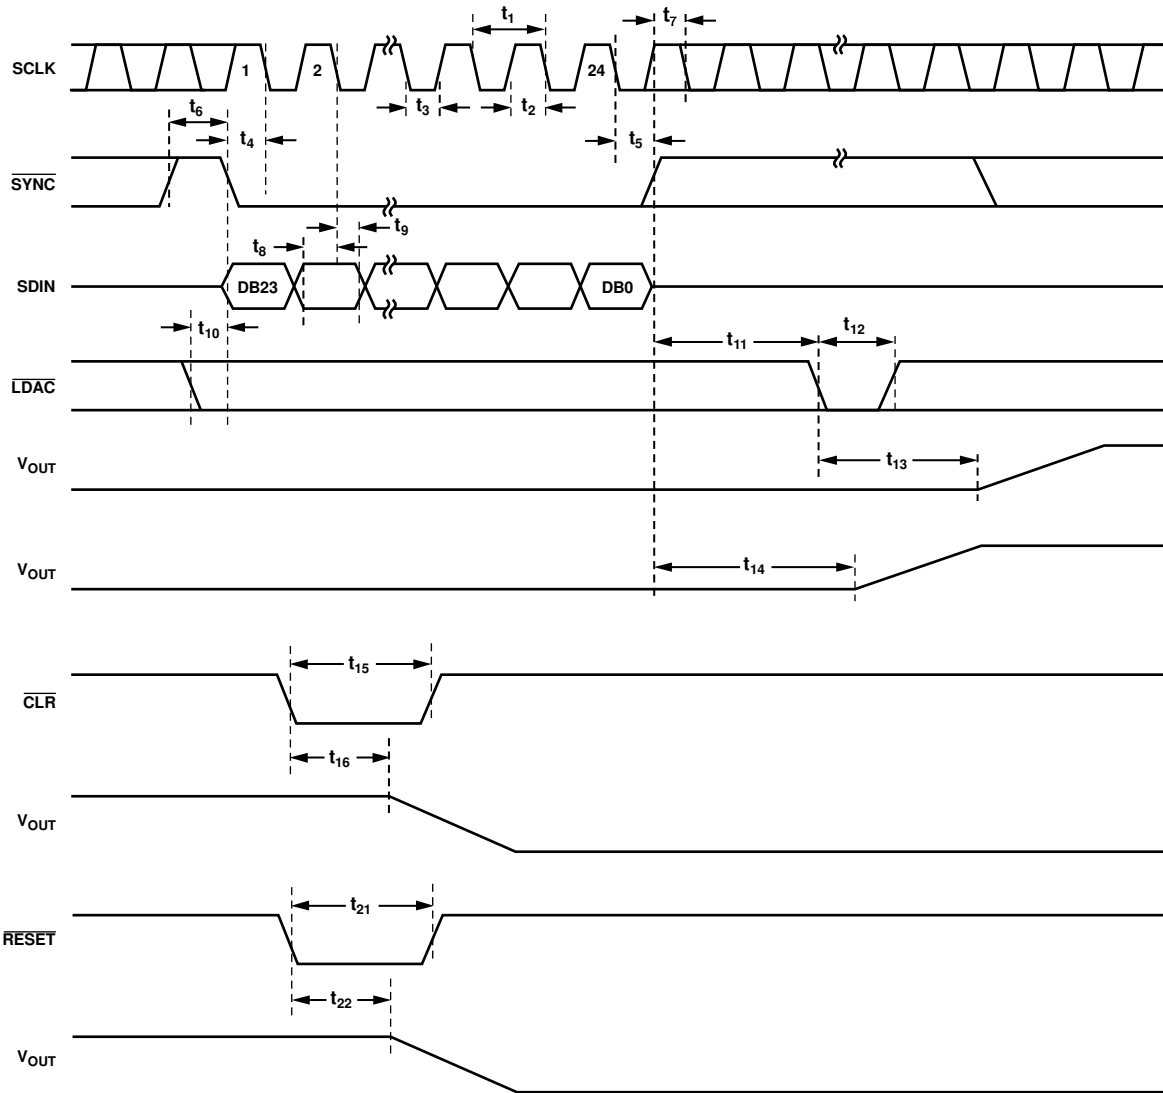 t1
t7
SCLK
1
2
24
t3
t2
t6
t4
t5
SYNC
t9
t8
SDIN
DB23
DB0
t10
t11
t12
LDAC
VOUT
t13
VOUT
t14
t15
CLR
t16
VOUT
t21
RESET
t22
VOUT